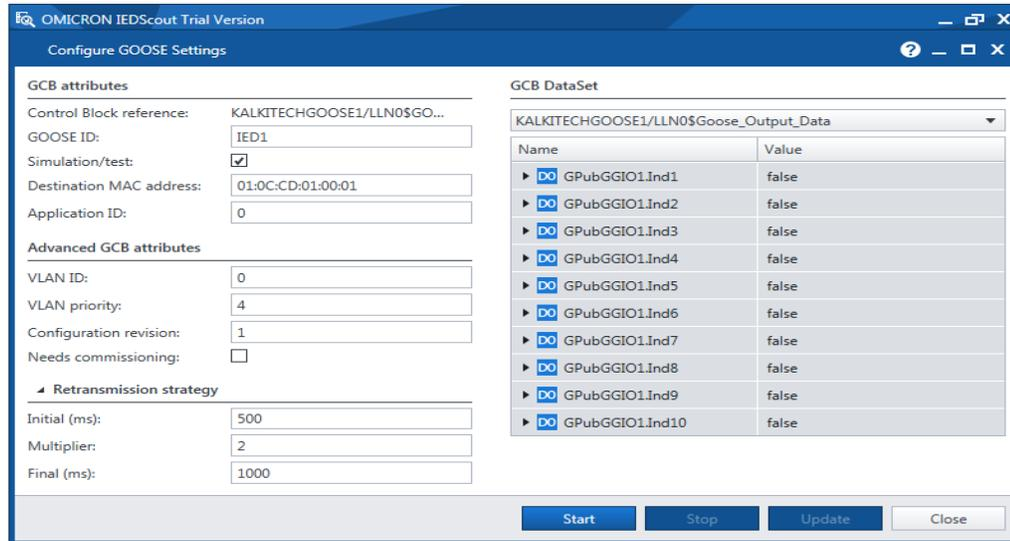 OMICRON IEDScout Trial Version
Configure GOOSE Settings
GCB attributes
Control Block reference: KALKITECHGOOSE1/LLN0$GO...
GOOSE ID: IED1
Simulation/test:
Destination MAC address: 01:0C:CD:01:00:01
Application ID: 0
Advanced GCB attributes
VLAN ID: 0
VLAN priority: 4
Configuration revision: 1
Needs commissioning:
Retransmission strategy
Initial (ms): 500
Multiplier: 2
Final (ms): 1000
GCB DataSet
KALKITECHGOOSE1/LLN0$Goose_Output_Data
Name Value
DO GPubGGIO1.Ind1 false
DO GPubGGIO1.Ind2 false
DO GPubGGIO1.Ind3 false
DO GPubGGIO1.Ind4 false
DO GPubGGIO1.Ind5 false
DO GPubGGIO1.Ind6 false
DO GPubGGIO1.Ind7 false
DO GPubGGIO1.Ind8 false
DO GPubGGIO1.Ind9 false
DO GPubGGIO1.Ind10 false
Start Stop Update Close